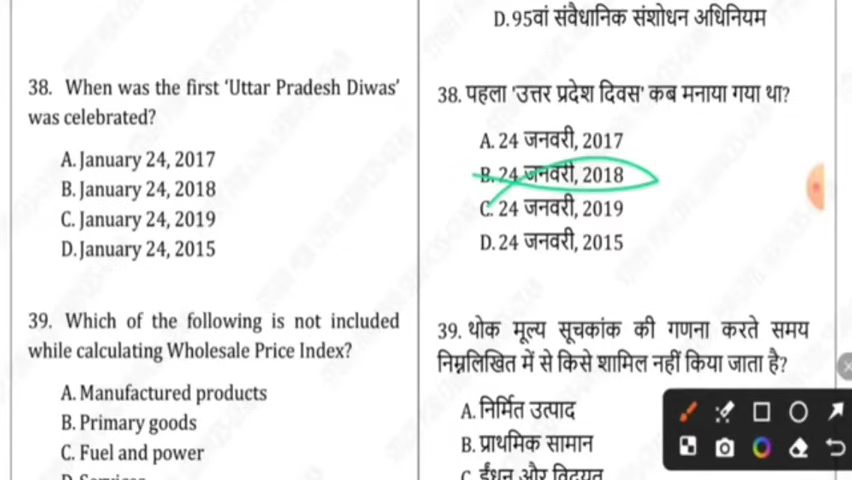 D. 95वां संवैधानिक संशोधन अधिनियम
38. When was the first ‘Uttar Pradesh Diwas’
was celebrated?
A. January 24, 2017
B. January 24, 2018
C. January 24, 2019
D. January 24, 2015
38. पहला 'उत्तर प्रदेश दिवस' कब मनाया गया था?
A. 24 जनवरी, 2017
B. 24 जनवरी, 2018
C. 24 जनवरी, 2019
D. 24 जनवरी, 2015
39. Which of the following is not included
while calculating Wholesale Price Index?
A. Manufactured products
B. Primary goods
C. Fuel and power
D. Services
39. थोक मूल्य सूचकांक की गणना करते समय
निम्नलिखित में से किसे शामिल नहीं किया जाता है?
A. निर्मित उत्पाद
B. प्राथमिक सामान
C. ईंधन और विद्युत